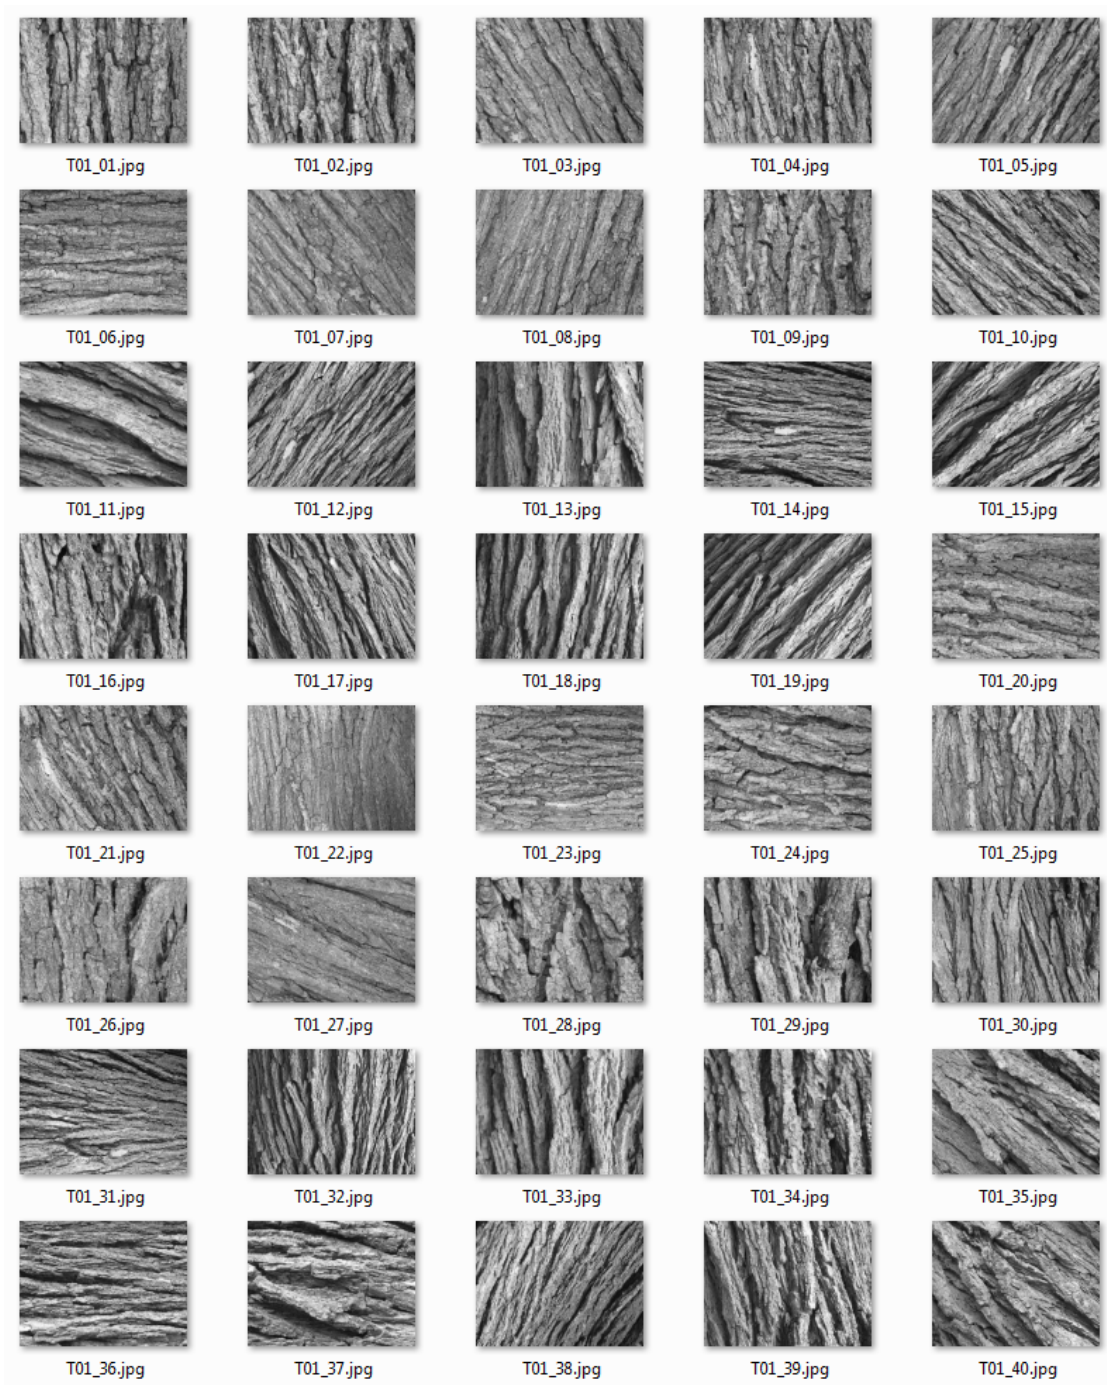 T01_01.jpg T01_02.jpg T01_03.jpg T01_04.jpg T01_05.jpg
T01_06.jpg T01_07.jpg T01_08.jpg T01_09.jpg T01_10.jpg
T01_11.jpg T01_12.jpg T01_13.jpg T01_14.jpg T01_15.jpg
T01_16.jpg T01_17.jpg T01_18.jpg T01_19.jpg T01_20.jpg
T01_21.jpg T01_22.jpg T01_23.jpg T01_24.jpg T01_25.jpg
T01_26.jpg T01_27.jpg T01_28.jpg T01_29.jpg T01_30.jpg
T01_31.jpg T01_32.jpg T01_33.jpg T01_34.jpg T01_35.jpg
T01_36.jpg T01_37.jpg T01_38.jpg T01_39.jpg T01_40.jpg